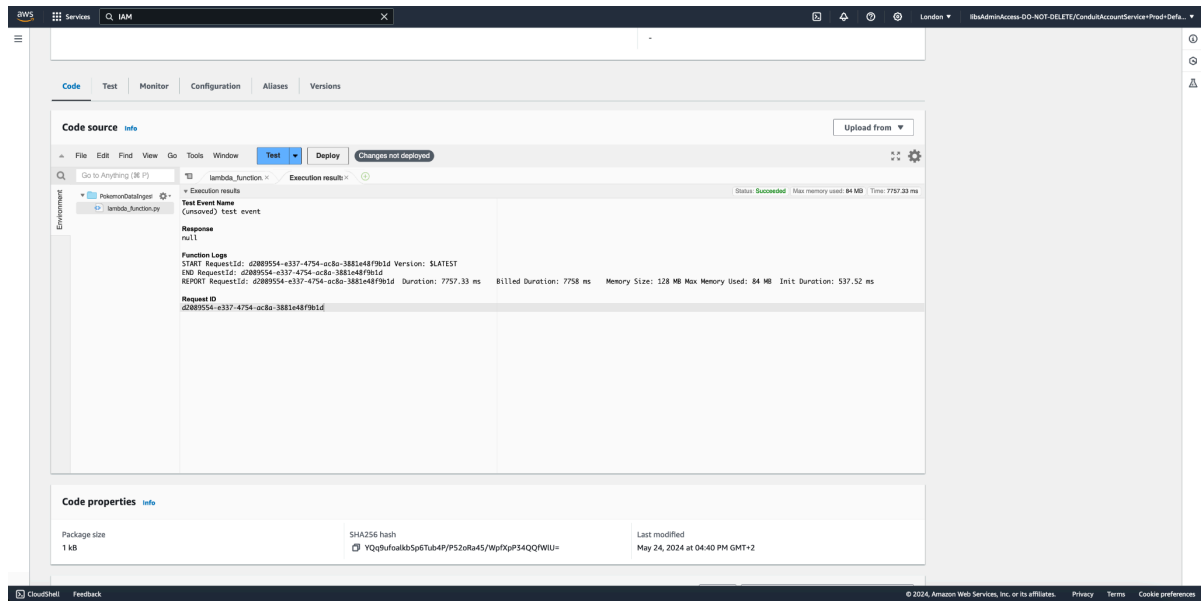 aws Services IAM London libsAdminAccess-DO-NOT-DELETE/ConduitAccountService+Prod+Defa...
-
Code Test Monitor Configuration Aliases Versions
Code source Info Upload from
File Edit Find View Go Tools Window Test Deploy Changes not deployed
Go to Anything (⌘ P) lambda_function. Execution results
Environment
PokemonDataIngest
lambda_function.py
Execution results Status: Succeeded Max memory used: 84 MB Time: 7757.33 ms
Test Event Name
(unsaved) test event
Response
null
Function Logs
START RequestId: d2089554-e337-4754-ac8a-3881e48f9b1d Version: $LATEST
END RequestId: d2089554-e337-4754-ac8a-3881e48f9b1d
REPORT RequestId: d2089554-e337-4754-ac8a-3881e48f9b1d Duration: 7757.33 ms Billed Duration: 7758 ms Memory Size: 128 MB Max Memory Used: 84 MB Init Duration: 537.52 ms
Request ID
d2089554-e337-4754-ac8a-3881e48f9b1d
Code properties Info
Package size SHA256 hash Last modified
1 kB YQq9ufoalkbSp6Tub4P/P52oRa45/WpfXpP34QQfWlU= May 24, 2024 at 04:40 PM GMT+2
CloudShell Feedback © 2024, Amazon Web Services, Inc. or its affiliates. Privacy Terms Cookie preferences